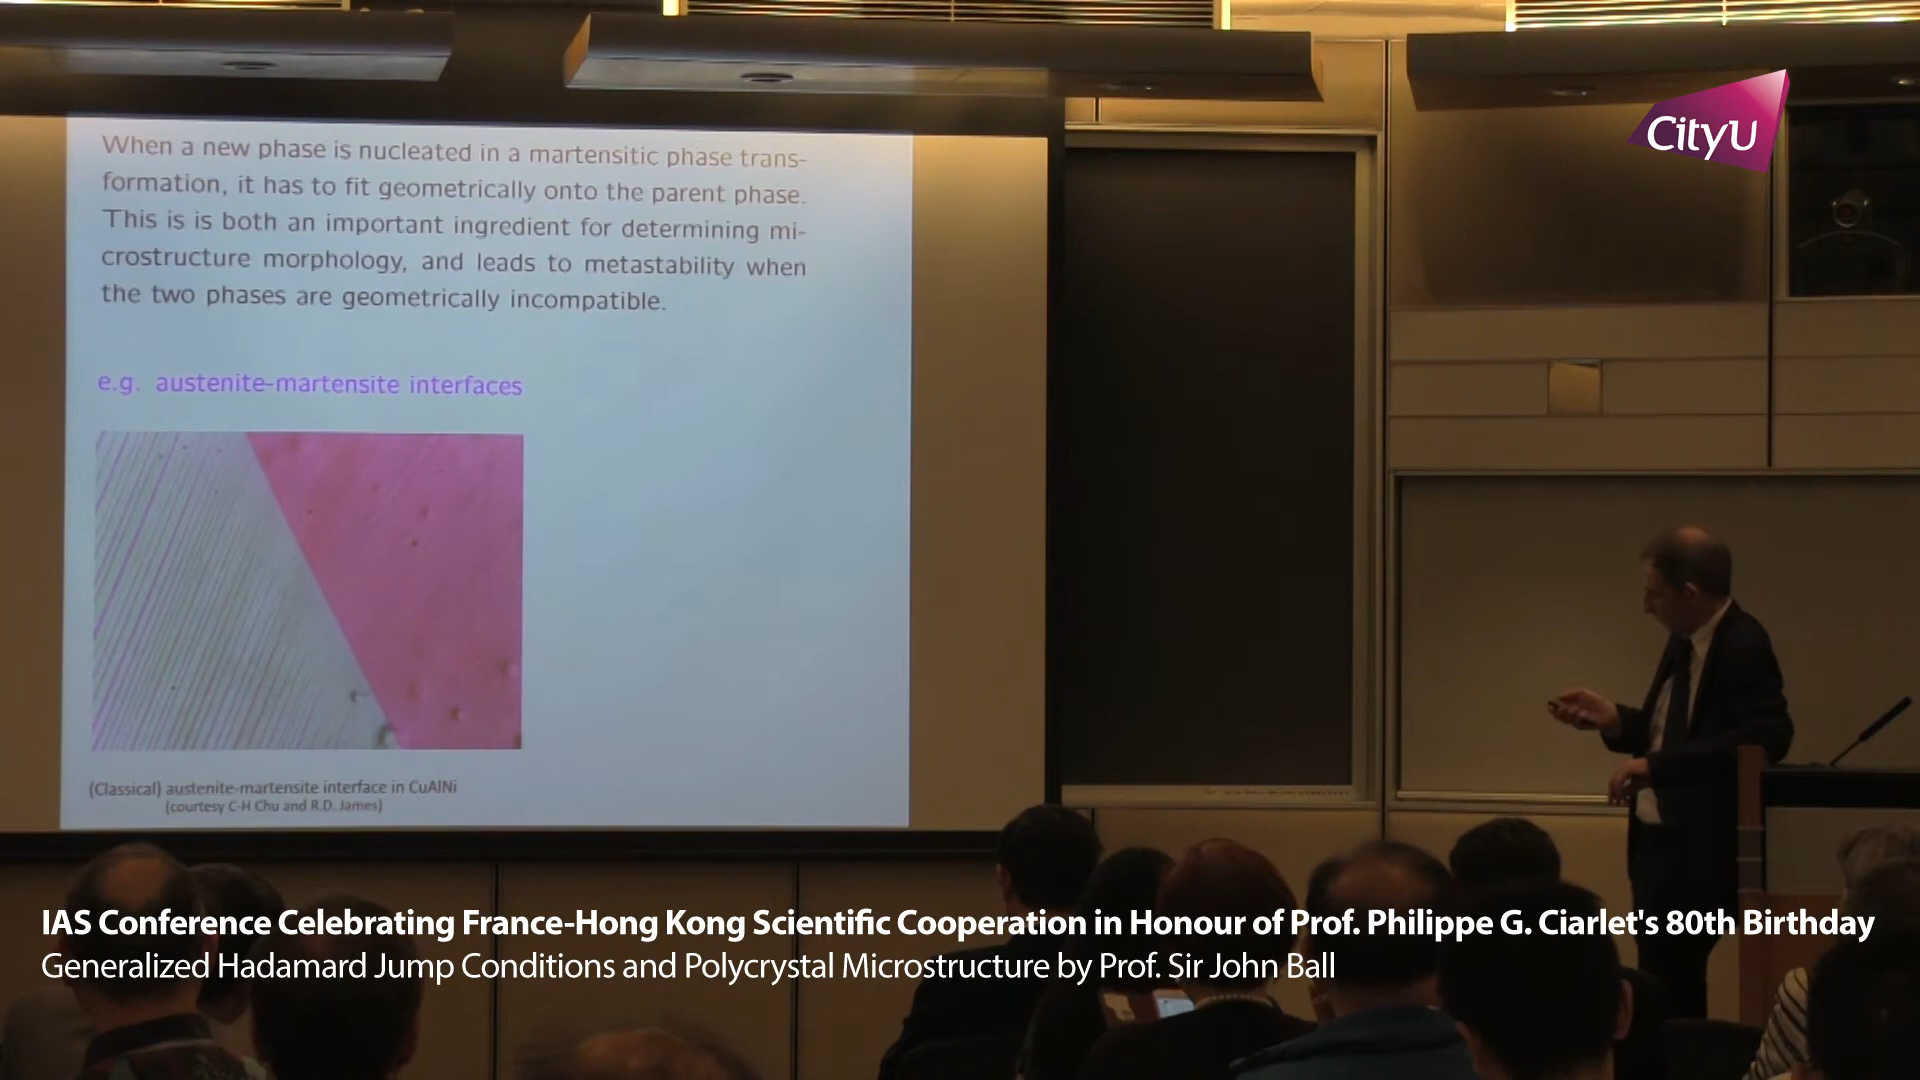 CityU
When a new phase is nucleated in a martensitic phase trans-
formation, it has to fit geometrically onto the parent phase.
This is is both an important ingredient for determining mi-
crostructure morphology, and leads to metastability when
the two phases are geometrically incompatible.
e.g. austenite-martensite interfaces
(Classical) austenite-martensite interface in CuAlNi
(courtesy C-H Chu and R.D. James)
IAS Conference Celebrating France-Hong Kong Scientific Cooperation in Honour of Prof. Philippe G. Ciarlet's 80th Birthday
Generalized Hadamard Jump Conditions and Polycrystal Microstructure by Prof. Sir John Ball